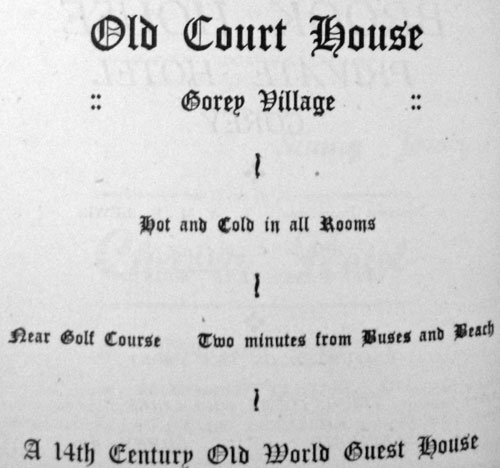 Old Court House
:: Gorey Village ::
Hot and Cold in all Rooms
Near Golf Course Two minutes from Buses and Beach
A 14th Century Old World Guest House